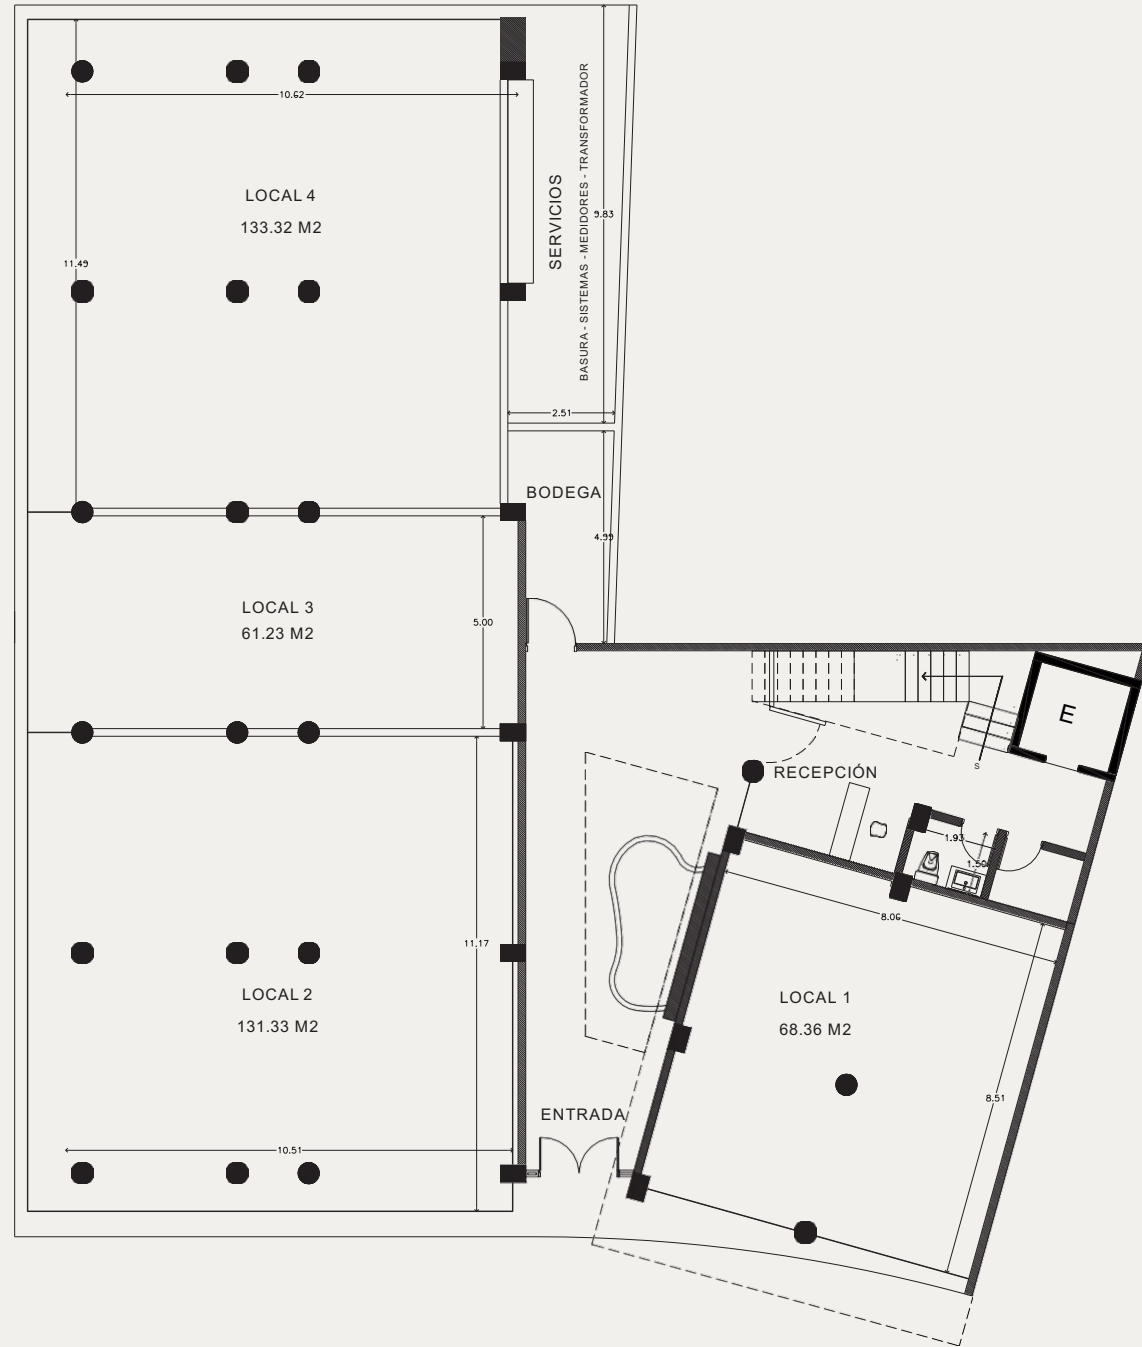 10.62
LOCAL 4
133.32 M2
11.49
SERVICIOS
BASURA - SISTEMAS - MEDIDORES - TRANSFORMADOR
9.83
2.51
BODEGA
4.99
LOCAL 3
61.23 M2
5.00
E
S
RECEPCIÓN
1.93
1.50
8.06
11.17
LOCAL 2
131.33 M2
LOCAL 1
68.36 M2
8.51
ENTRADA
10.51